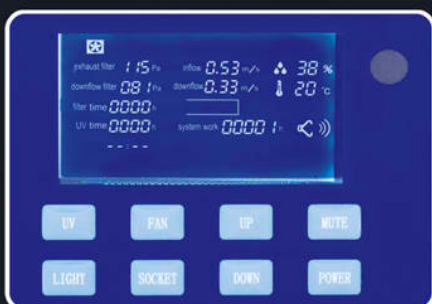 exhaust filter 115 Pa inflow 0.53 m/s 38 %
downflow filter 081 Pa downflow 0.33 m/s 20 °C
filter time 0000 h
UV time 0000 h system work 00001 h
--:--
UV FAN UP MUTE
LIGHT SOCKET DOWN POWER